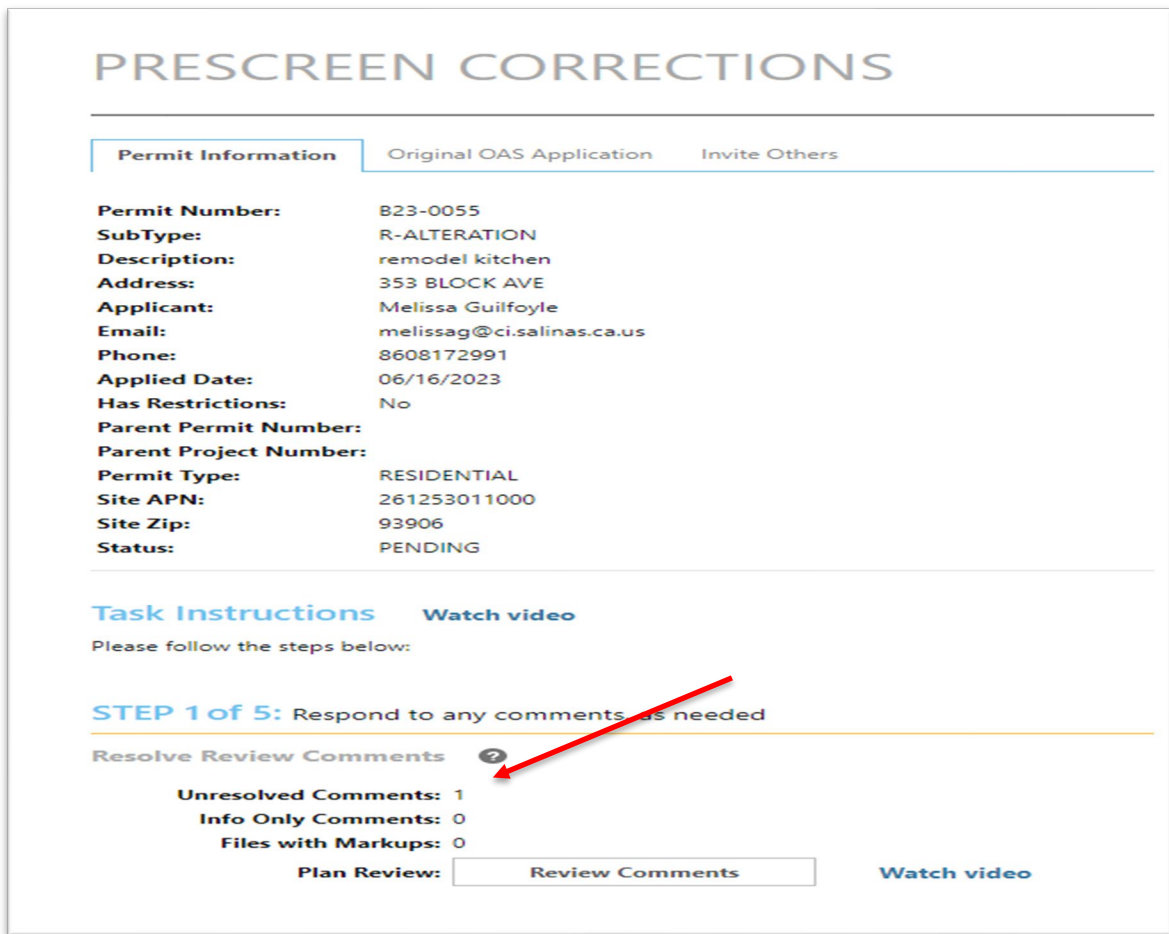 PRESCREEN CORRECTIONS
Permit Information Original OAS Application Invite Others
Permit Number: B23-0055
SubType: R-ALTERATION
Description: remodel kitchen
Address: 353 BLOCK AVE
Applicant: Melissa Guilfoyle
Email: melissag@ci.salinas.ca.us
Phone: 8608172991
Applied Date: 06/16/2023
Has Restrictions: No
Parent Permit Number:
Parent Project Number:
Permit Type: RESIDENTIAL
Site APN: 261253011000
Site Zip: 93906
Status: PENDING
Task Instructions Watch video
Please follow the steps below:
STEP 1 of 5: Respond to any comments, as needed
Resolve Review Comments ?
Unresolved Comments: 1
Info Only Comments: 0
Files with Markups: 0
Plan Review: Review Comments Watch video